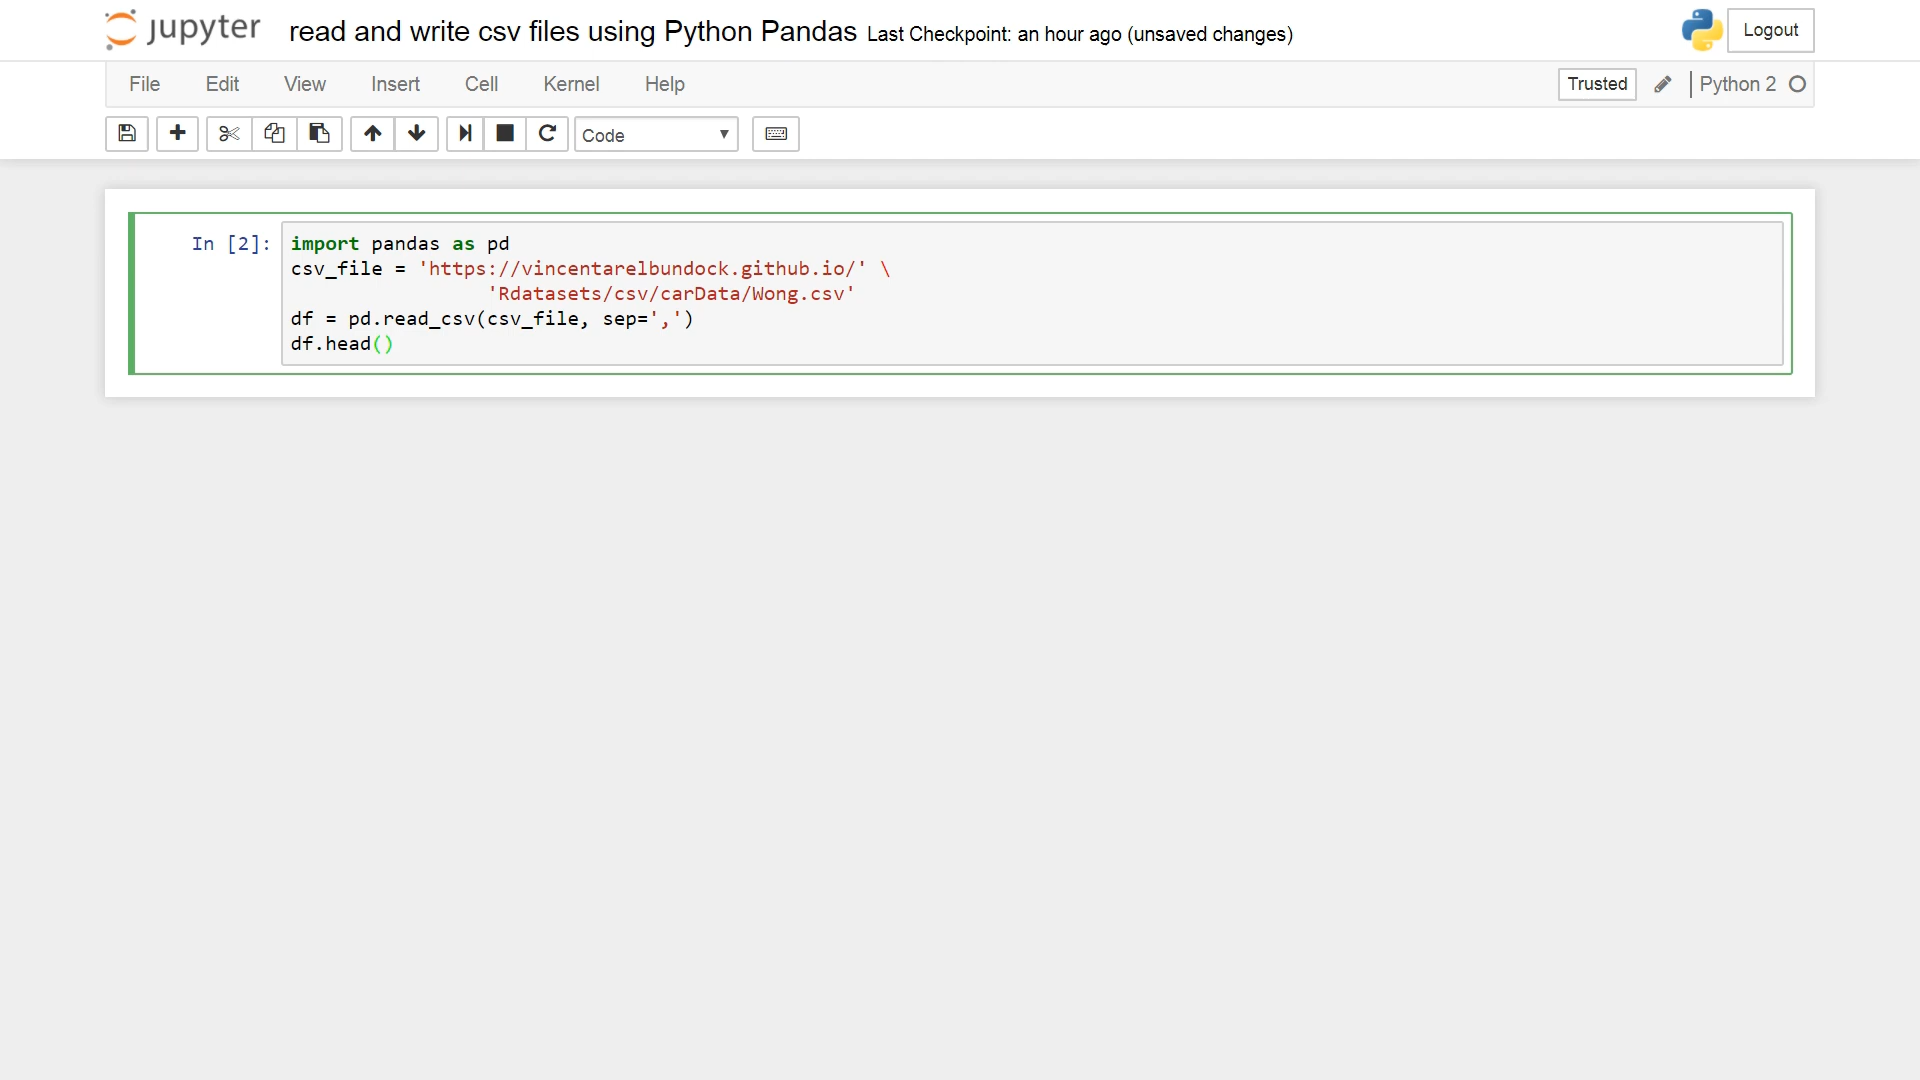 jupyter read and write csv files using Python Pandas Last Checkpoint: an hour ago (unsaved changes) Logout
File Edit View Insert Cell Kernel Help Trusted Python 2
Code
In [2]: import pandas as pd
csv_file = 'https://vincentarelbundock.github.io/' \
'Rdatasets/csv/carData/Wong.csv'
df = pd.read_csv(csv_file, sep=',')
df.head()